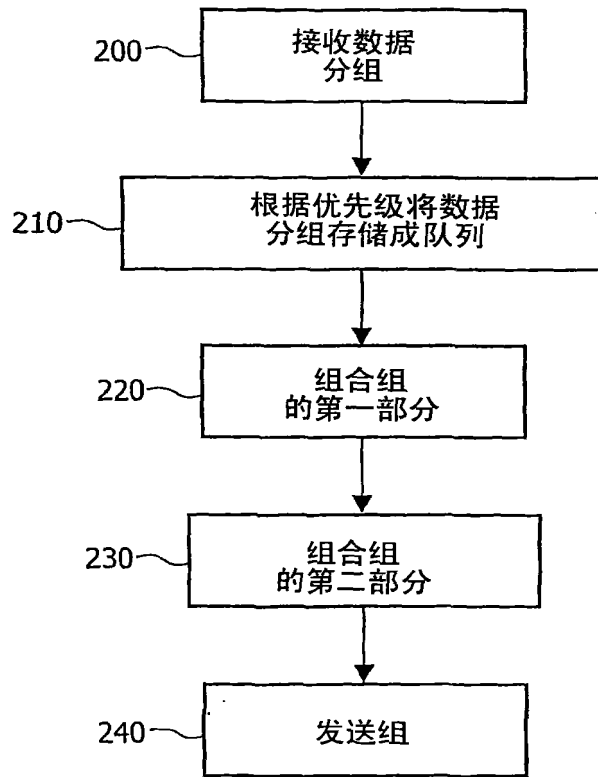 200
接收数据
分组
210
根据优先级将数据
分组存储成队列
220
组合组
的第一部分
230
组合组
的第二部分
240
发送组